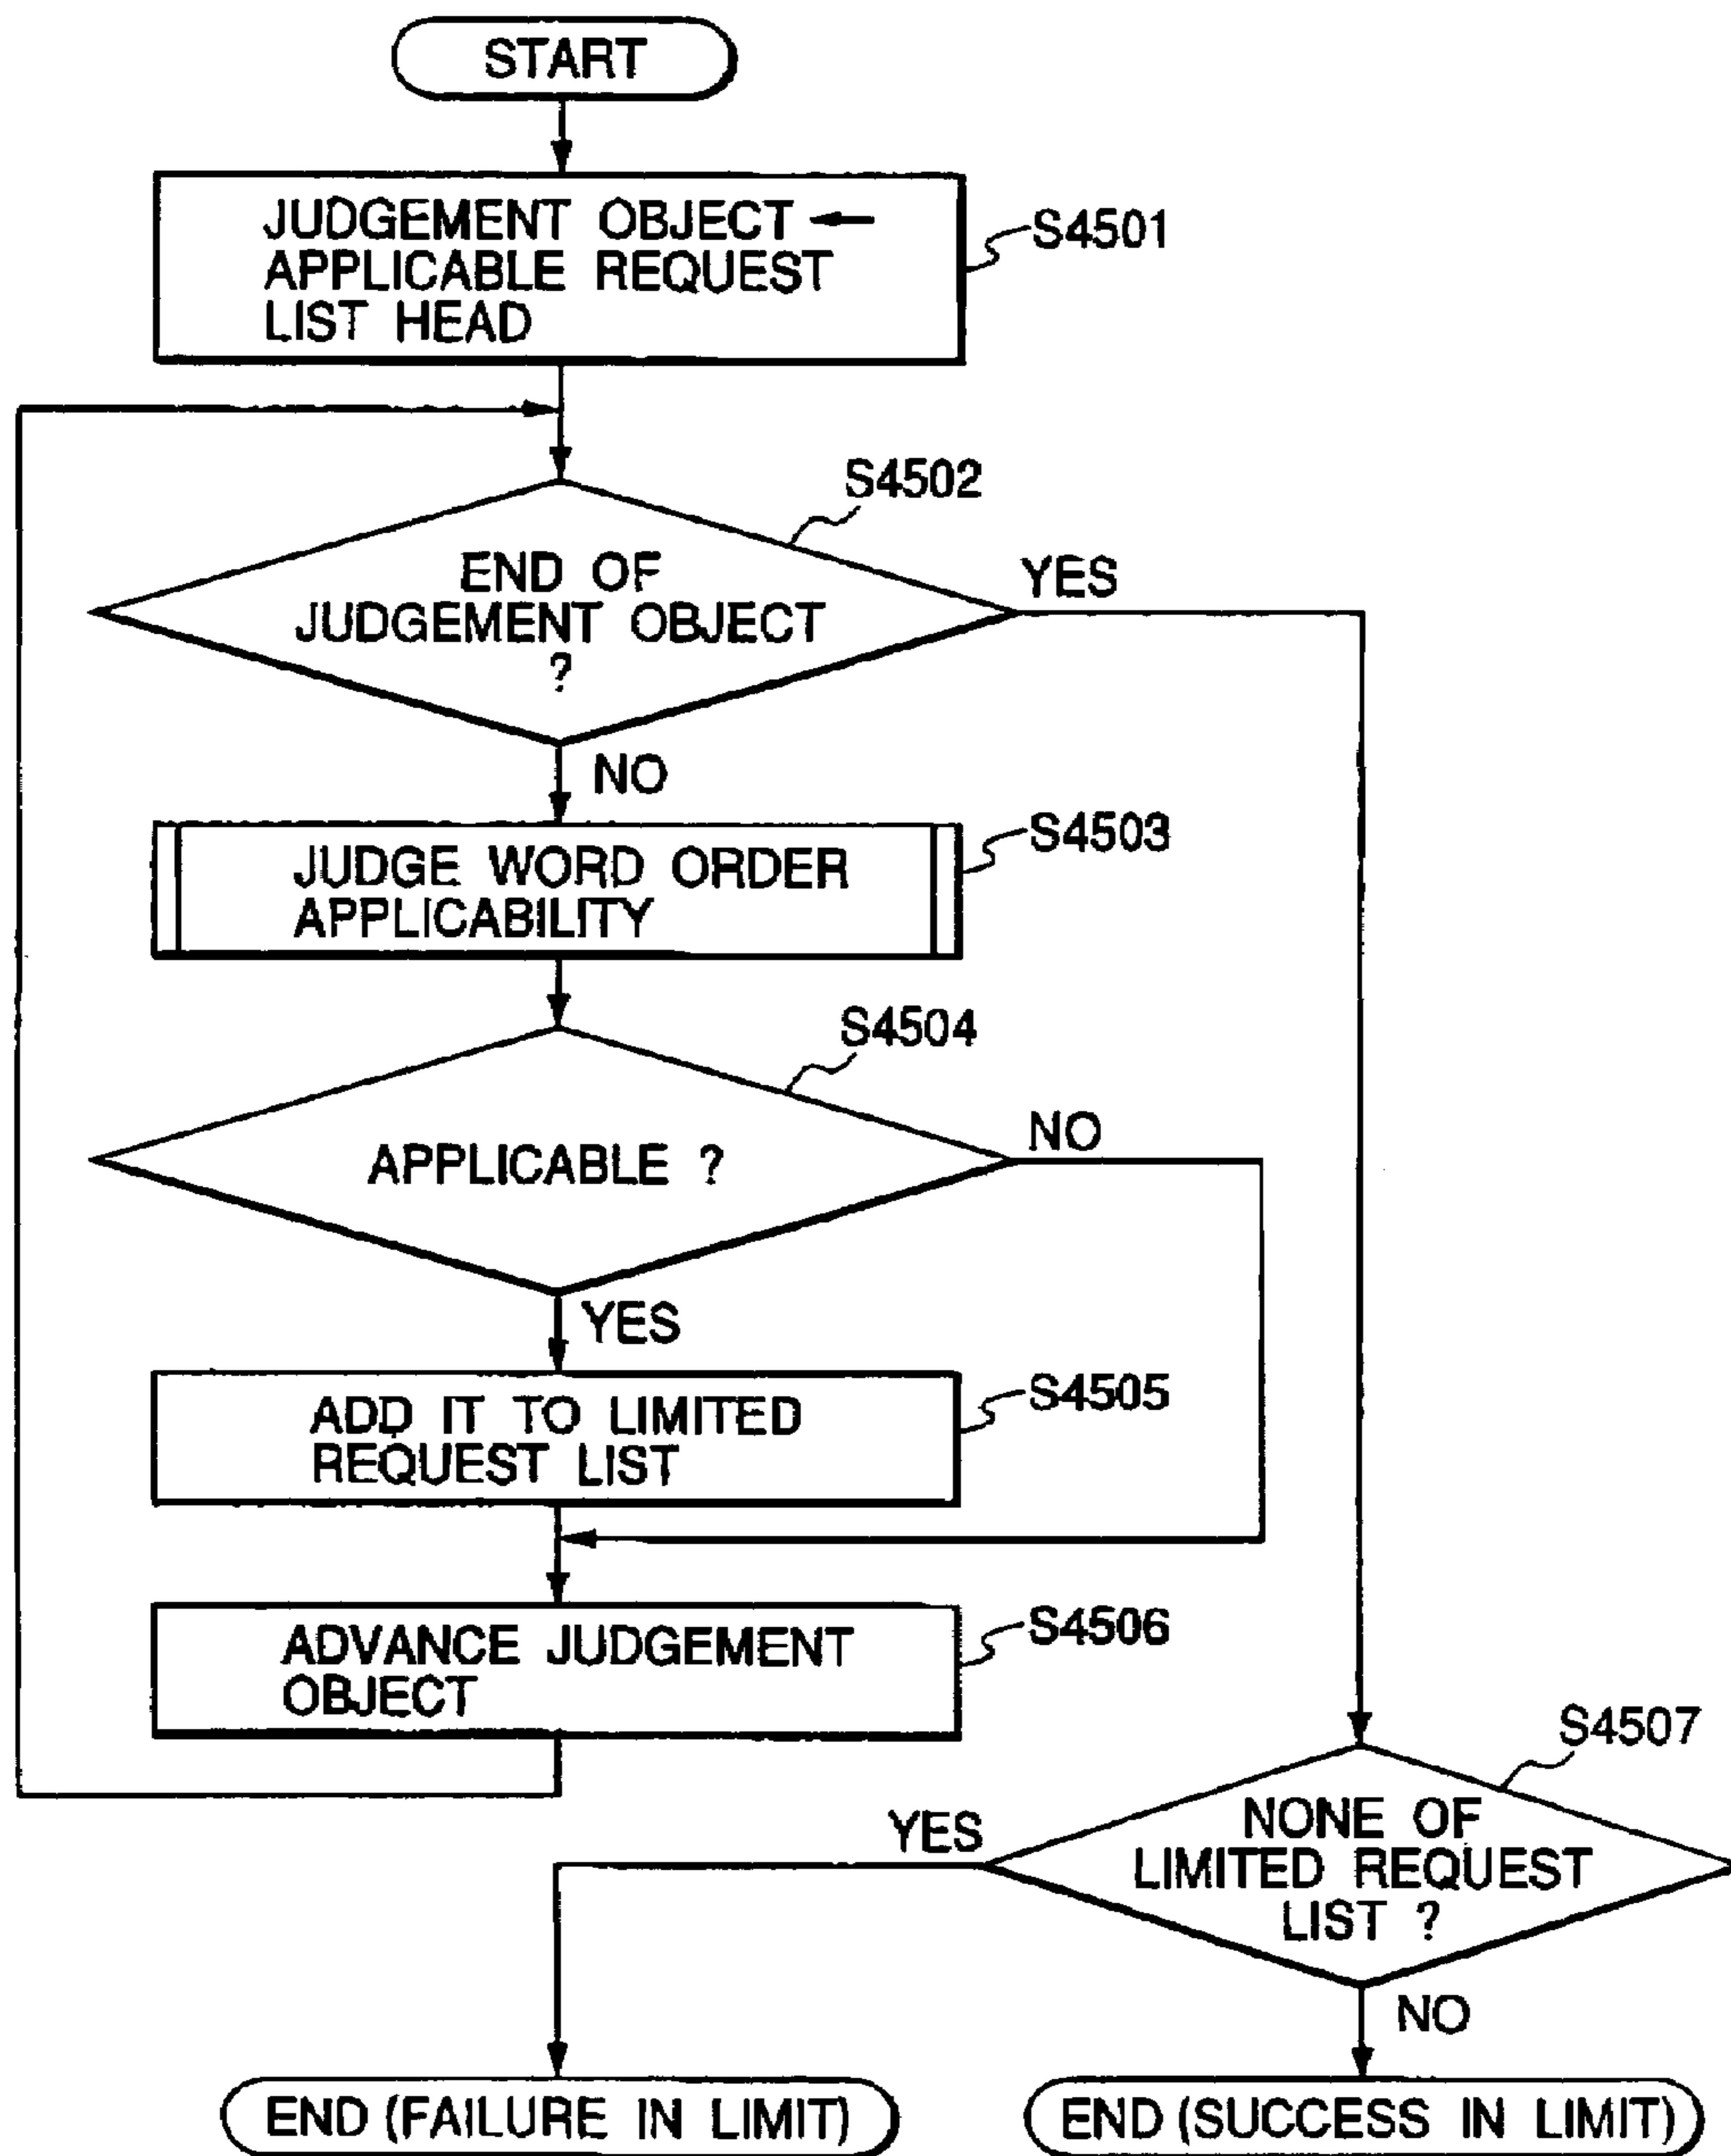 START
JUDGEMENT OBJECT ←
APPLICABLE REQUEST
LIST HEAD
S4501
S4502
END OF
JUDGEMENT OBJECT
?
YES
NO
JUDGE WORD ORDER
APPLICABILITY
S4503
S4504
APPLICABLE ?
NO
YES
ADD IT TO LIMITED
REQUEST LIST
S4505
ADVANCE JUDGEMENT
OBJECT
S4506
S4507
NONE OF
LIMITED REQUEST
LIST ?
YES
NO
END (FAILURE IN LIMIT)
END (SUCCESS IN LIMIT)